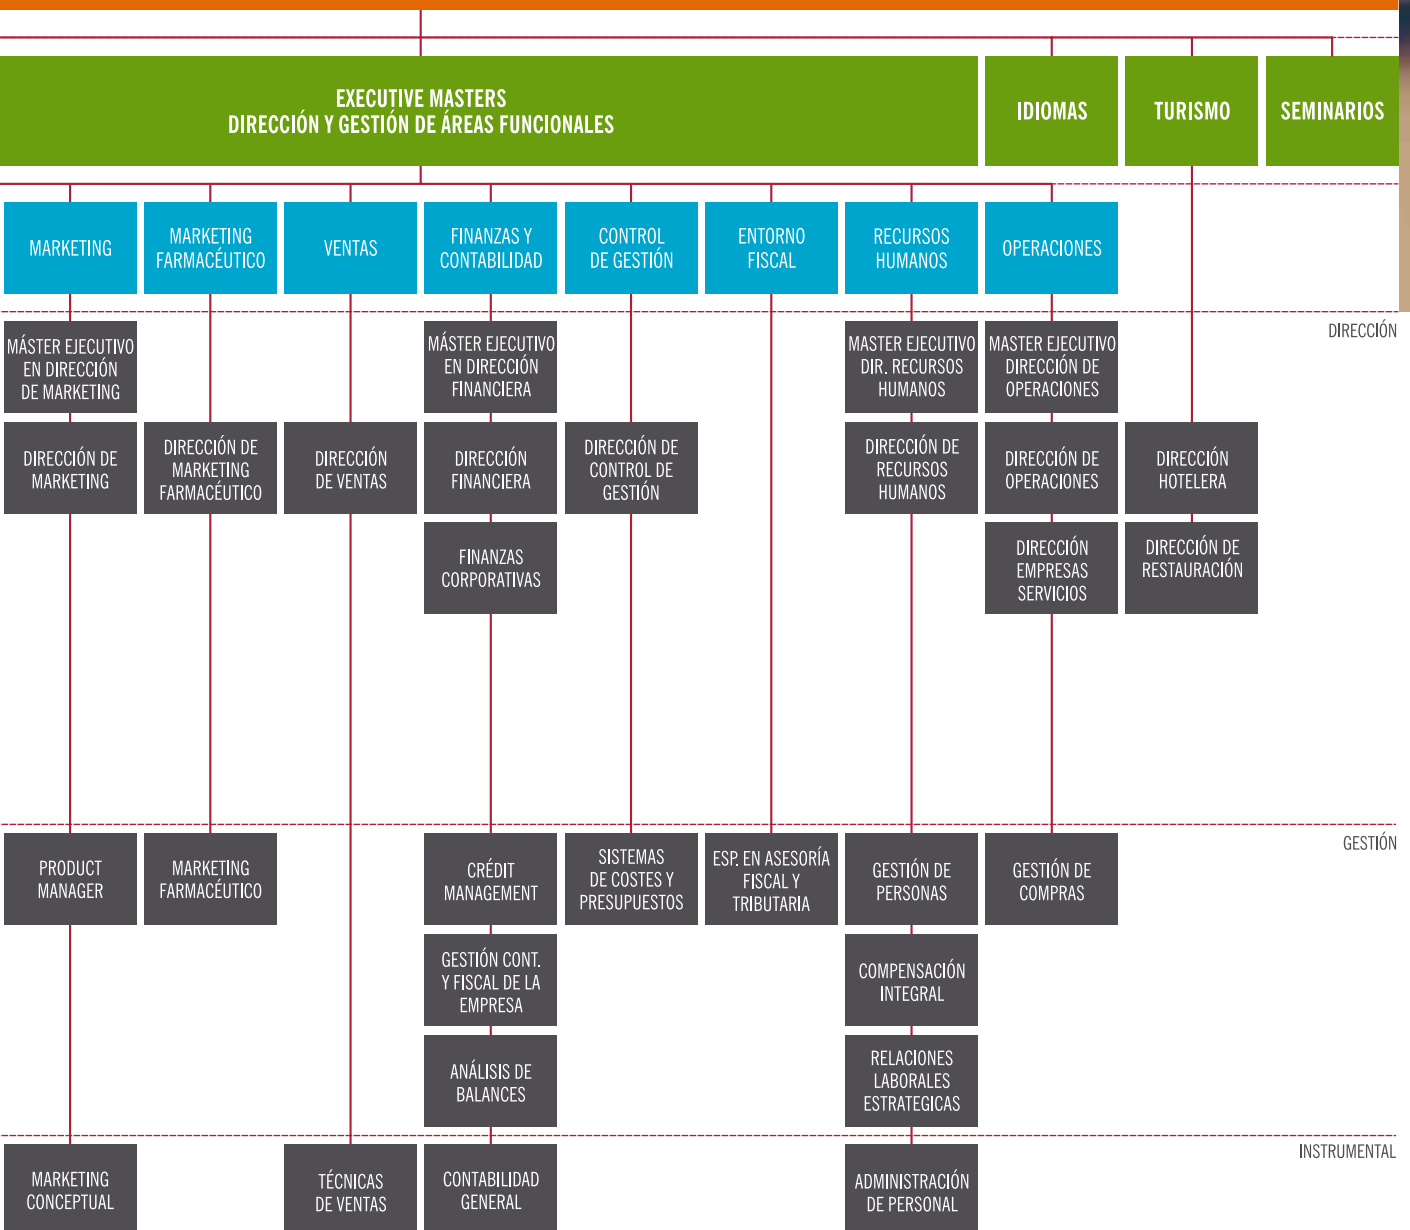 EXECUTIVE MASTERS
DIRECCIÓN Y GESTIÓN DE ÁREAS FUNCIONALES
IDIOMAS
TURISMO
SEMINARIOS
MARKETING
MARKETING
FARMACÉUTICO
VENTAS
FINANZAS Y
CONTABILIDAD
CONTROL
DE GESTIÓN
ENTORNO
FISCAL
RECURSOS
HUMANOS
OPERACIONES
DIRECCIÓN
MÁSTER EJECUTIVO
EN DIRECCIÓN
DE MARKETING
MÁSTER EJECUTIVO
EN DIRECCIÓN
FINANCIERA
MASTER EJECUTIVO
DIR. RECURSOS
HUMANOS
MASTER EJECUTIVO
DIRECCIÓN DE
OPERACIONES
DIRECCIÓN DE
MARKETING
DIRECCIÓN DE
MARKETING
FARMACÉUTICO
DIRECCIÓN
DE VENTAS
DIRECCIÓN
FINANCIERA
DIRECCIÓN DE
CONTROL DE
GESTIÓN
DIRECCIÓN DE
RECURSOS
HUMANOS
DIRECCIÓN DE
OPERACIONES
DIRECCIÓN
HOTELERA
FINANZAS
CORPORATIVAS
DIRECCIÓN
EMPRESAS
SERVICIOS
DIRECCIÓN DE
RESTAURACIÓN
GESTIÓN
PRODUCT
MANAGER
MARKETING
FARMACÉUTICO
CRÉDIT
MANAGEMENT
SISTEMAS
DE COSTES Y
PRESUPUESTOS
ESP. EN ASESORÍA
FISCAL Y
TRIBUTARIA
GESTIÓN DE
PERSONAS
GESTIÓN DE
COMPRAS
GESTIÓN CONT.
Y FISCAL DE LA
EMPRESA
COMPENSACIÓN
INTEGRAL
ANÁLISIS DE
BALANCES
RELACIONES
LABORALES
ESTRATEGICAS
INSTRUMENTAL
MARKETING
CONCEPTUAL
TÉCNICAS
DE VENTAS
CONTABILIDAD
GENERAL
ADMINISTRACIÓN
DE PERSONAL